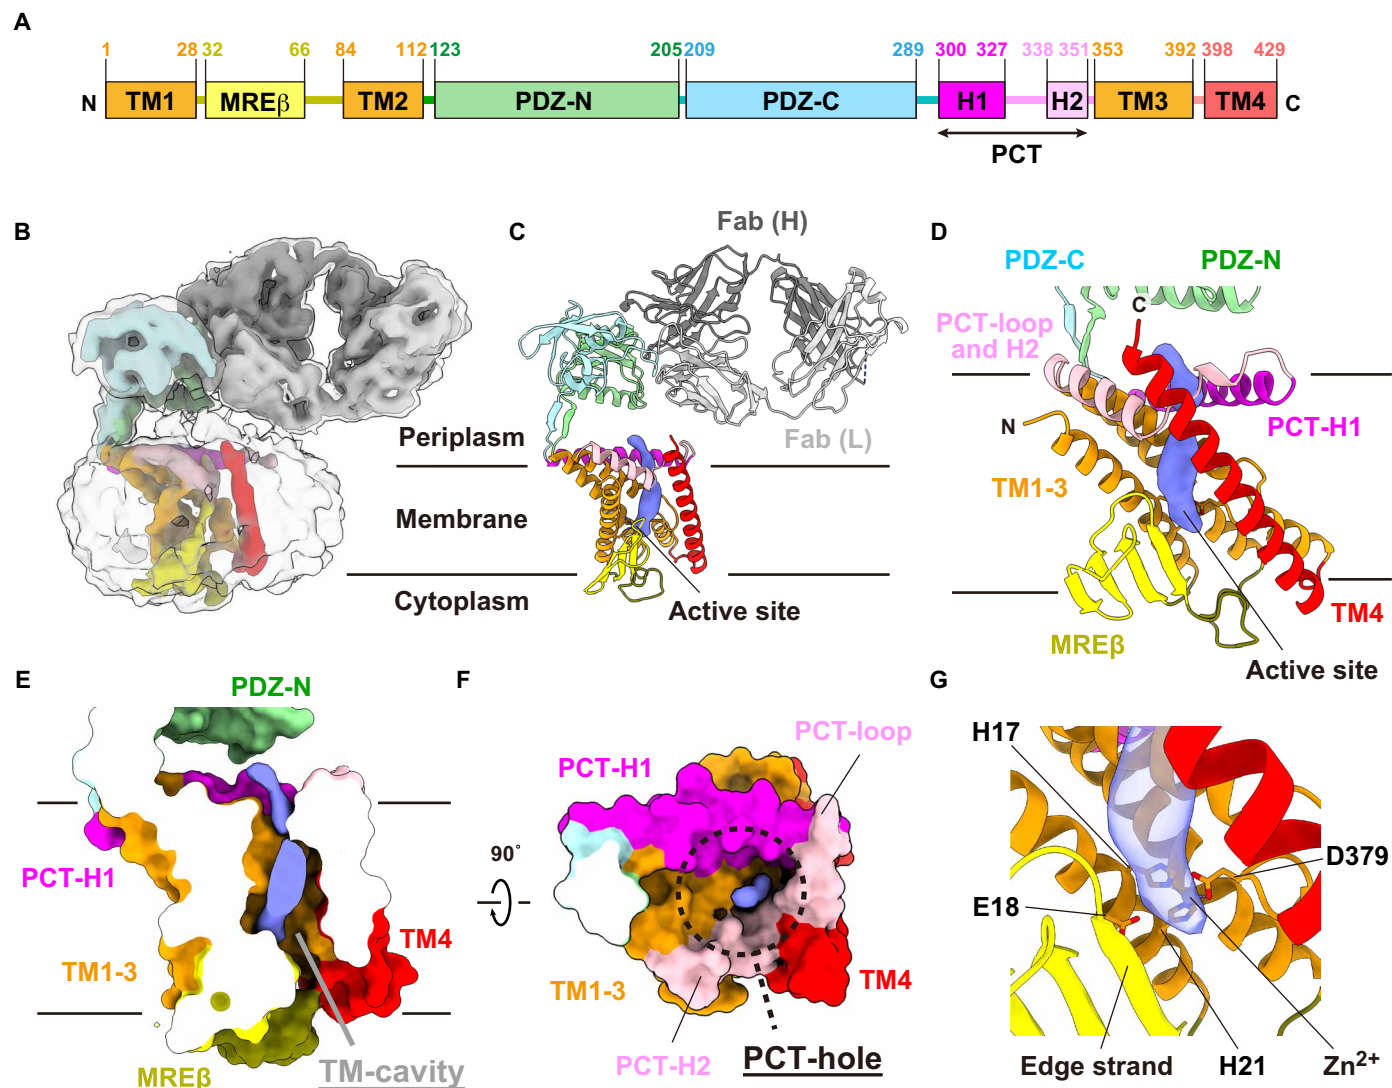 A
1 28 32 66 84 112 123 205 209 289 300 327 338 351 353 392 398 429
N TM1 MREβ TM2 PDZ-N PDZ-C H1 H2 TM3 TM4 C
PCT
B
C
Fab (H)
Fab (L)
Periplasm
Membrane
Cytoplasm
Active site
D
PDZ-C
PDZ-N
C
PCT-loop
and H2
N
PCT-H1
TM1-3
MREβ
TM4
Active site
E
PDZ-N
PCT-H1
TM1-3
TM4
MREβ
TM-cavity
90°
F
PCT-loop
PCT-H1
TM1-3
TM4
PCT-H2
PCT-hole
G
H17
D379
E18
Edge strand
H21
Zn2+